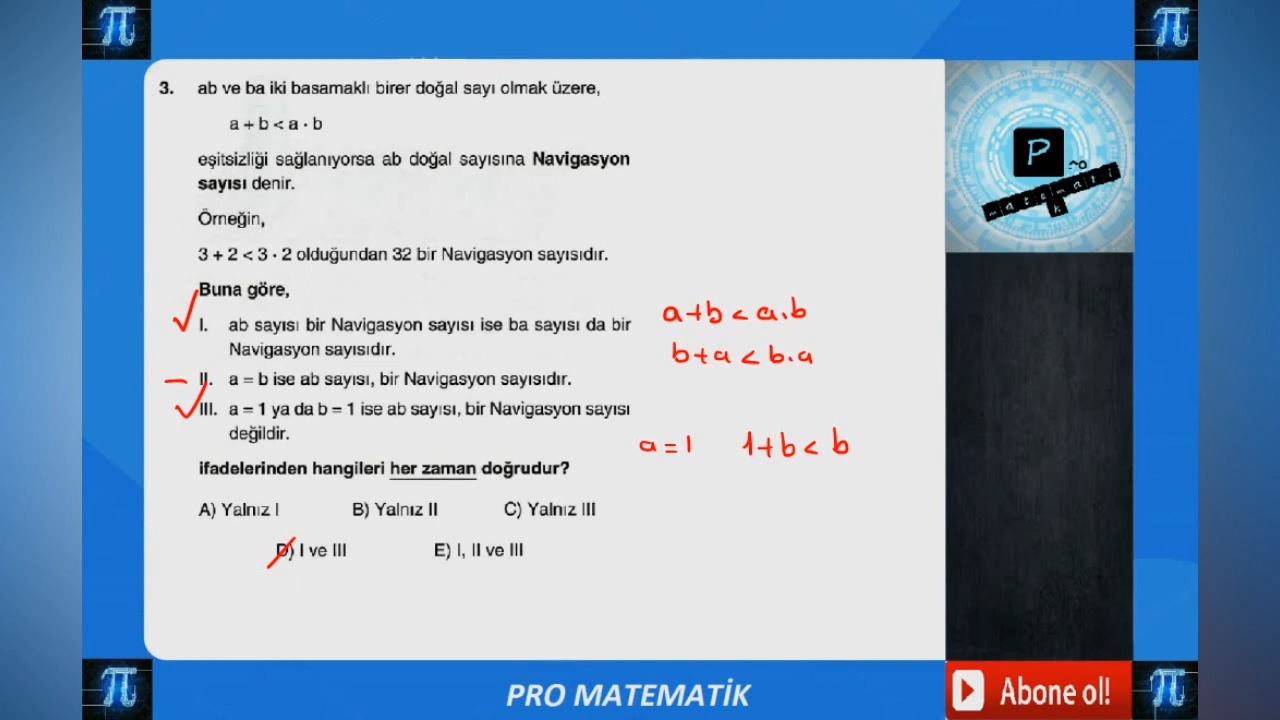 3. ab ve ba iki basamaklı birer doğal sayı olmak üzere,
a + b < a · b
eşitsizliği sağlanıyorsa ab doğal sayısına Navigasyon
sayısı denir.
Örneğin,
3 + 2 < 3 · 2 olduğundan 32 bir Navigasyon sayısıdır.
Buna göre,
I. ab sayısı bir Navigasyon sayısı ise ba sayısı da bir
Navigasyon sayısıdır.
II. a = b ise ab sayısı, bir Navigasyon sayısıdır.
III. a = 1 ya da b = 1 ise ab sayısı, bir Navigasyon sayısı
değildir.
ifadelerinden hangileri her zaman doğrudur?
A) Yalnız I B) Yalnız II C) Yalnız III
D) I ve III E) I, II ve III
a+b < a.b
b+a < b.a
a=1 1+b < b
P
ro
matematik
PRO MATEMATİK
Abone ol!
π
π
π
π